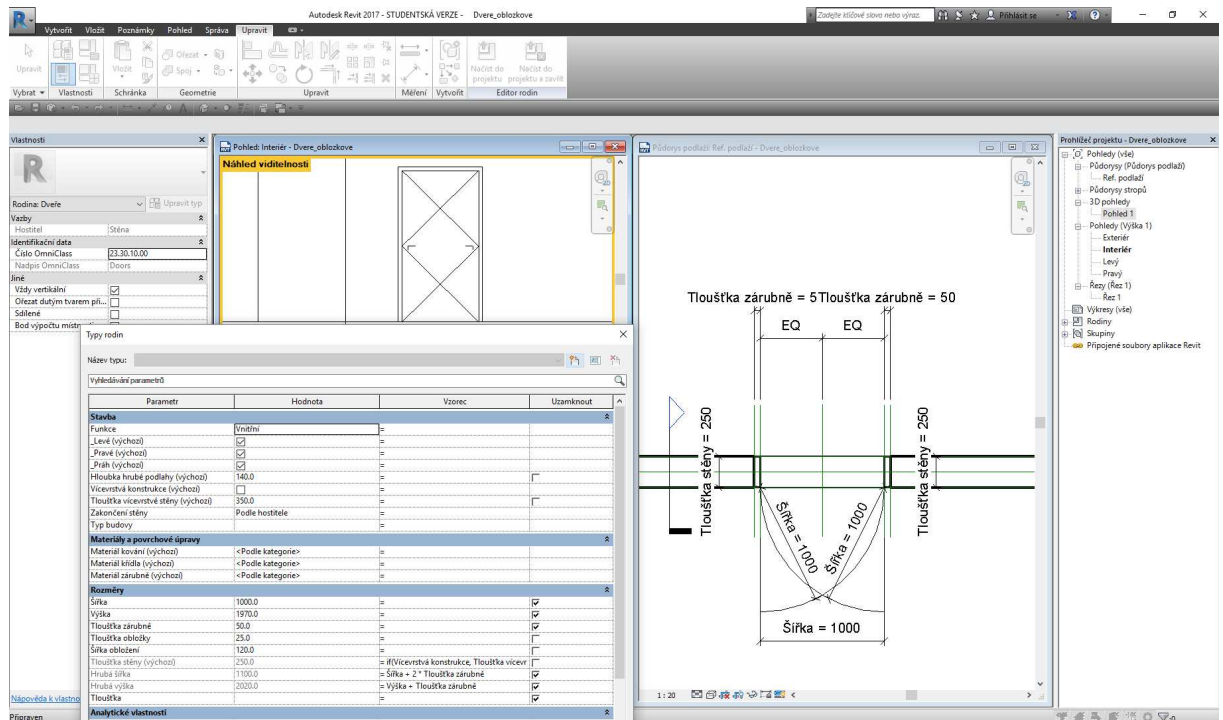 Autodesk Revit 2017 - STUDENTSKÁ VERZE - Dvere_oblozkove
Zadejte klíčové slovo nebo výraz.
Přihlásit se
Vytvořit Vložit Poznámky Pohled Správa Upravit
Upravit
Vložit
Ořezat
Spoj
Načíst do projektu
Načíst do projektu a zavřít
Vybrat Vlastnosti Schránka Geometrie Upravit Měření Vytvořit Editor rodin
Vlastnosti
Rodina: Dveře
Upravit typ
Vazby
Hostitel Stěna
Identifikační data
Číslo OmniClass 23.30.10.00
Nadpis OmniClass Doors
Jiné
Vždy vertikální
Ořezat dutým tvarem při...
Sdílené
Bod výpočtu
Nápověda k vlastno
Připraven
Pohled: Interiér - Dvere_oblozkove
Náhled viditelnosti
Typy rodin
Název typu:
Vyhledávání parametrů
Parametr Hodnota Vzorec Uzamknout
Stavba
Funkce Vnitřní =
_Levé (výchozí) =
_Pravé (výchozí) =
_Práh (výchozí) =
Hloubka hrubé podlahy (výchozí) 140.0 =
Vícevrstvá konstrukce (výchozí) =
Tloušťka vícevrstvé stěny (výchozí) 350.0 =
Zakončení stěny Podle hostitele =
Typ budovy =
Materiály a povrchové úpravy
Materiál kování (výchozí) <Podle kategorie> =
Materiál křídla (výchozí) <Podle kategorie> =
Materiál zárubně (výchozí) <Podle kategorie> =
Rozměry
Šířka 1000.0 =
Výška 1970.0 =
Tloušťka zárubně 50.0 =
Tloušťka obložky 25.0 =
Šířka obložení 120.0 =
Tloušťka stěny (výchozí) 250.0 = if(Vícevrstvá konstrukce, Tloušťka vícevr
Hrubá šířka 1100.0 = Šířka + 2 * Tloušťka zárubně
Hrubá výška 2020.0 = Výška + Tloušťka zárubně
Tloušťka =
Analytické vlastnosti
Půdorys podlaží: Ref. podlaží - Dvere_oblozkove
Tloušťka zárubně = 5Tloušťka zárubně = 50
EQ EQ
Tloušťka stěny = 250
Tloušťka stěny = 250
Šířka = 1000
Šířka = 1000
Šířka = 1000
1:20
Prohlížeč projektu - Dvere_oblozkove
Pohledy (vše)
Půdorysy (Půdorys podlaží)
Ref. podlaží
Půdorysy stropů
3D pohledy
Pohled 1
Pohledy (Výška 1)
Exteriér
Interiér
Levý
Pravý
Řezy (Řez 1)
Řez 1
Výkresy (vše)
Rodiny
Skupiny
Připojené soubory aplikace Revit